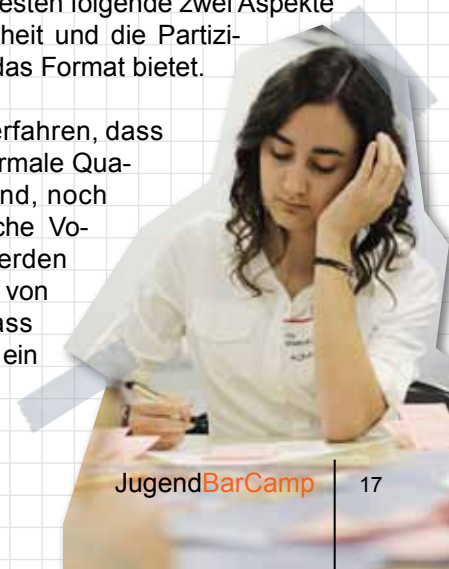 esten folgende zwei Aspekte
heit und die Partizi-
das Format bietet.
erfahren, dass
rmale Qua-
nd, noch
che Vo-
erden
von
ass
ein
JugendBarCamp
17